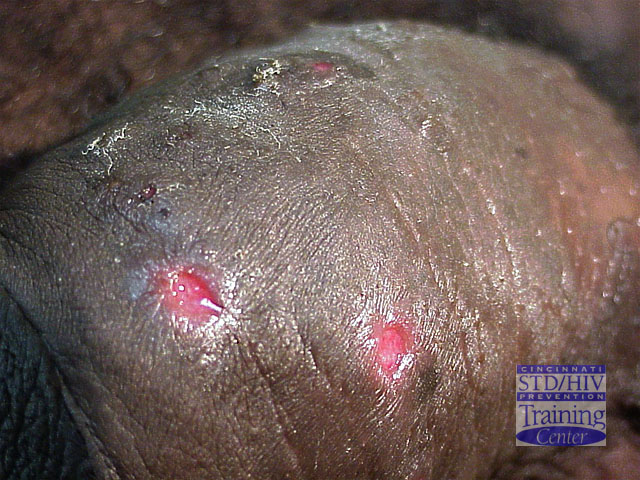 CINCINNATI
STD/HIV
PREVENTION
Training
Center